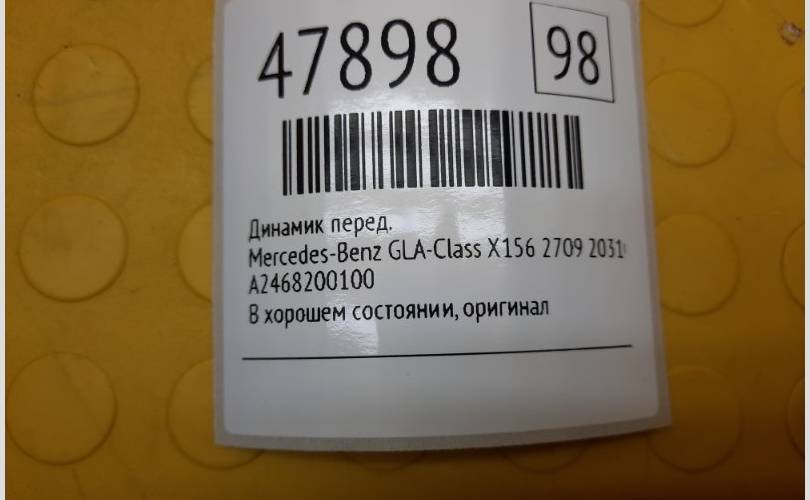 47898 98
Динамик перед.
Mercedes-Benz GLA-Class X156 2709 2031
A2468200100
В хорошем состоянии, оригинал